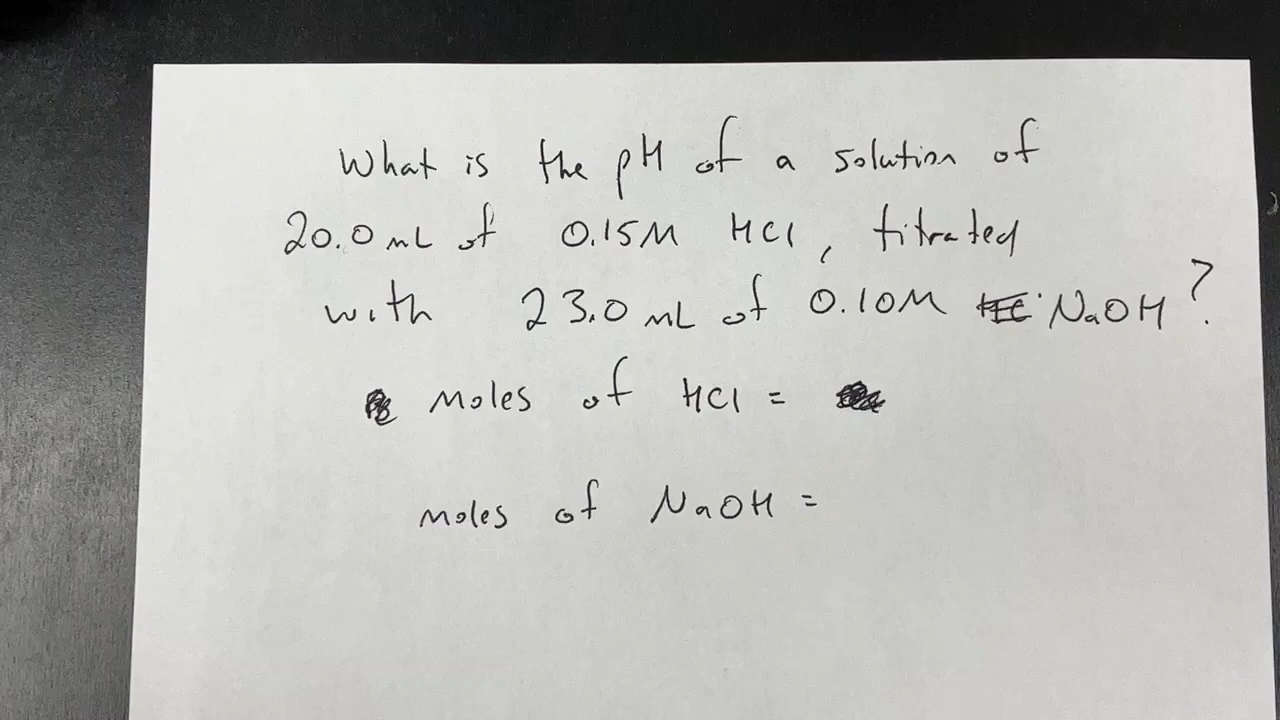 What is the pH of a solution of
20.0 mL of 0.15M HCl, titrated
with 23.0 mL of 0.10M NaOH?
moles of HCl =
moles of NaOH =